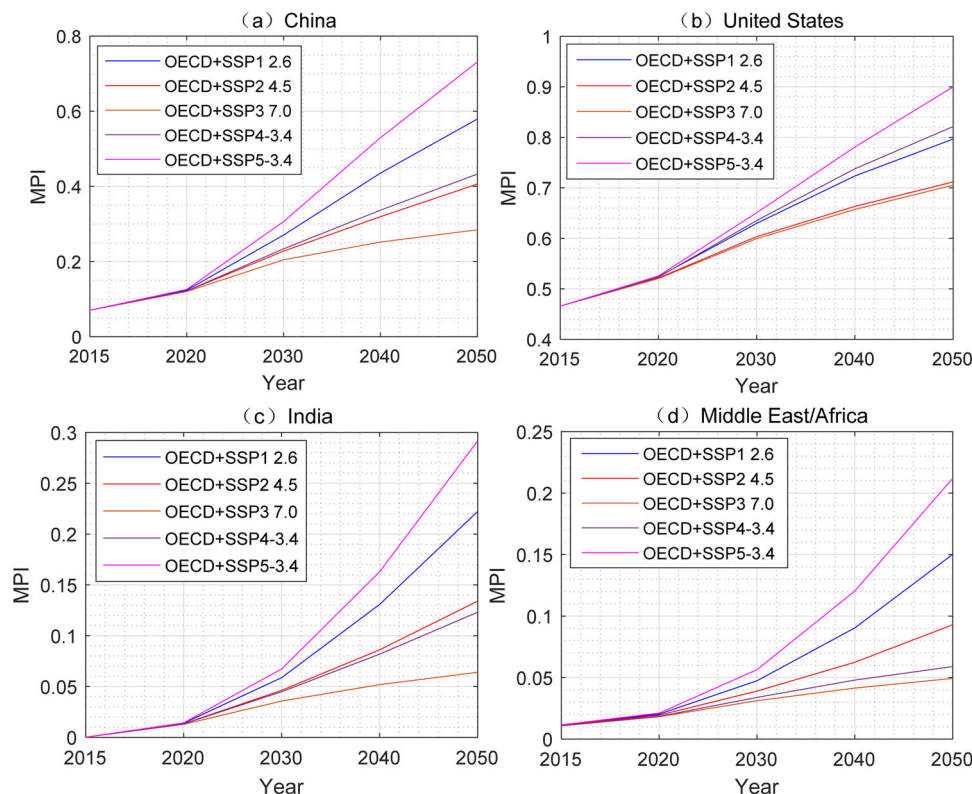 （a）China
0.8
0.6
0.4
0.2
0
MPI
OECD+SSP1 2.6
OECD+SSP2 4.5
OECD+SSP3 7.0
OECD+SSP4-3.4
OECD+SSP5-3.4
2015 2020 2030 2040 2050
Year
（b）United States
1
0.9
0.8
0.7
0.6
0.5
0.4
MPI
OECD+SSP1 2.6
OECD+SSP2 4.5
OECD+SSP3 7.0
OECD+SSP4-3.4
OECD+SSP5-3.4
2015 2020 2030 2040 2050
Year
（c）India
0.3
0.25
0.2
0.15
0.1
0.05
0
MPI
OECD+SSP1 2.6
OECD+SSP2 4.5
OECD+SSP3 7.0
OECD+SSP4-3.4
OECD+SSP5-3.4
2015 2020 2030 2040 2050
Year
（d）Middle East/Africa
0.25
0.2
0.15
0.1
0.05
0
MPI
OECD+SSP1 2.6
OECD+SSP2 4.5
OECD+SSP3 7.0
OECD+SSP4-3.4
OECD+SSP5-3.4
2015 2020 2030 2040 2050
Year